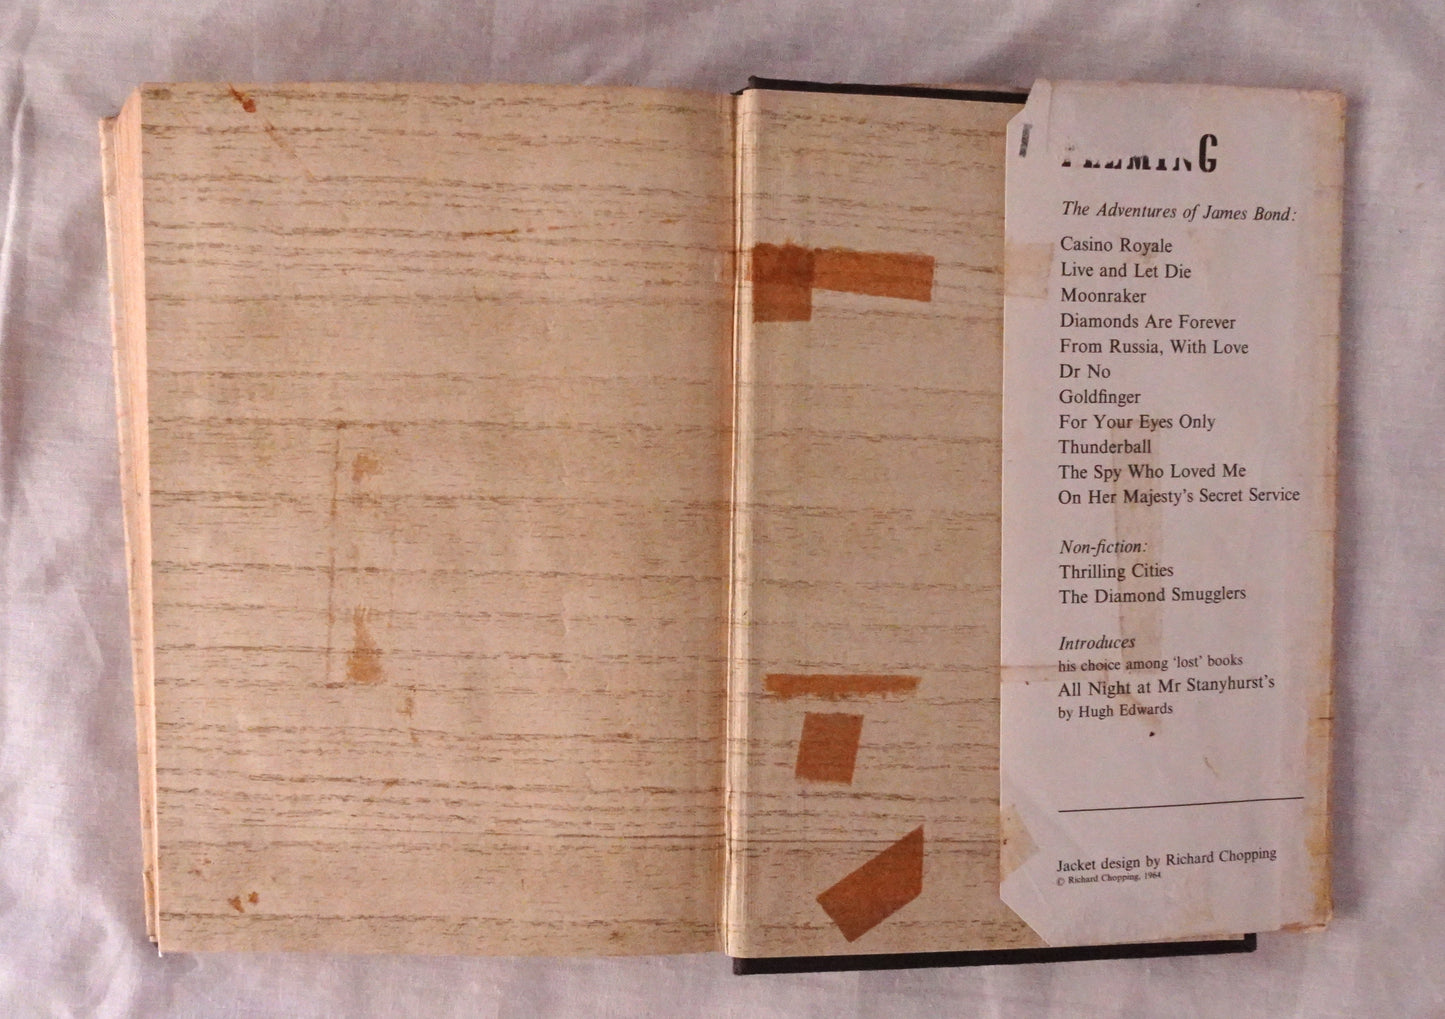 FLEMING
The Adventures of James Bond:
Casino Royale
Live and Let Die
Moonraker
Diamonds Are Forever
From Russia, With Love
Dr No
Goldfinger
For Your Eyes Only
Thunderball
The Spy Who Loved Me
On Her Majesty's Secret Service
Non-fiction:
Thrilling Cities
The Diamond Smugglers
Introduces
his choice among 'lost' books
All Night at Mr Stanyhurst's
by Hugh Edwards
Jacket design by Richard Chopping
© Richard Chopping, 1964